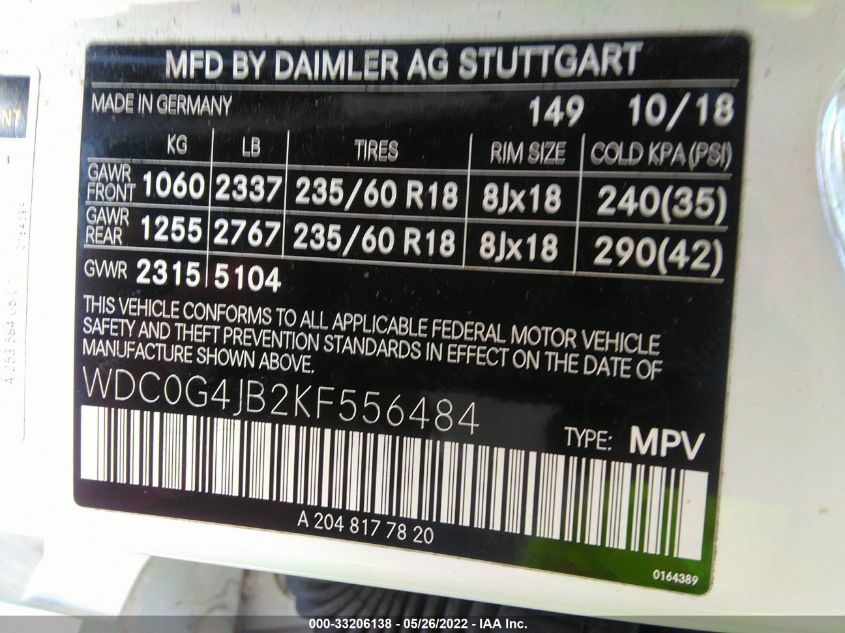 MFD BY DAIMLER AG STUTTGART
MADE IN GERMANY 149 10/18
KG LB TIRES RIM SIZE COLD KPA (PSI)
GAWR FRONT 1060 2337 235/60 R18 8Jx18 240(35)
GAWR REAR 1255 2767 235/60 R18 8Jx18 290(42)
GVWR 2315 5104
THIS VEHICLE CONFORMS TO ALL APPLICABLE FEDERAL MOTOR VEHICLE
SAFETY AND THEFT PREVENTION STANDARDS IN EFFECT ON THE DATE OF
MANUFACTURE SHOWN ABOVE.
WDC0G4JB2KF556484
TYPE: MPV
A 204 817 78 20
0164389
A 253 584
000-33206138 - 05/26/2022 - IAA Inc.